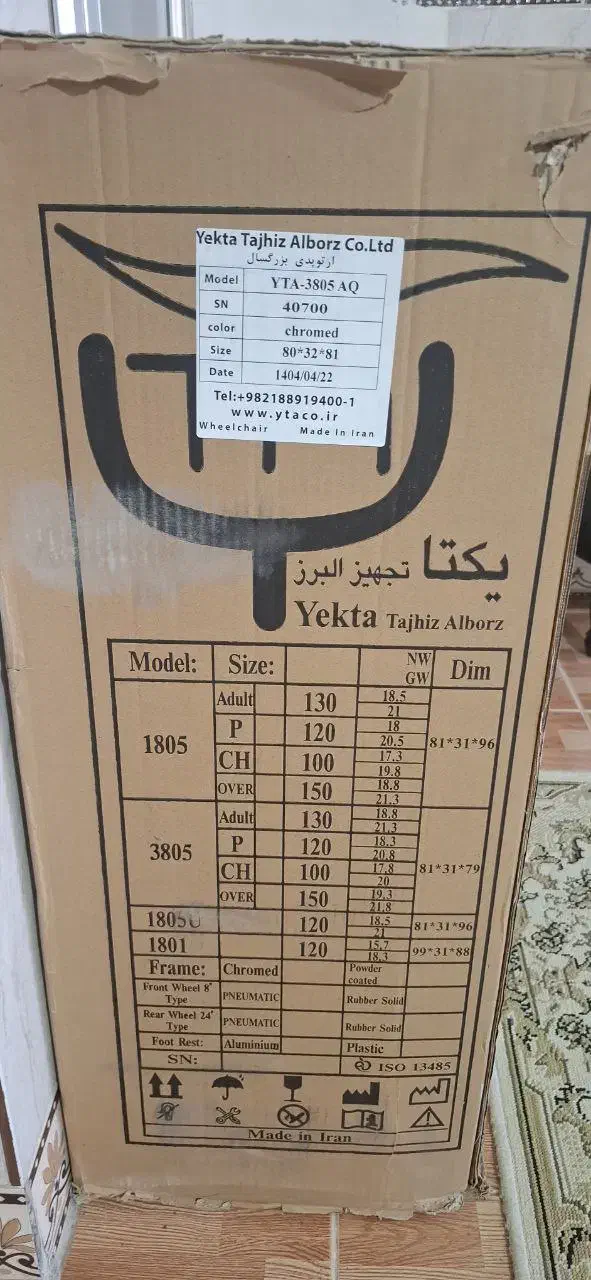 Yekta Tajhiz Alborz Co.Ltd
ارتوپدی بزرگسال
Model YTA-3805 AQ
SN 40700
color chromed
Size 80*32*81
Date 1404/04/22
Tel:+982188919400-1
www.ytaco.ir
Wheelchair Made In Iran
یکتا تجهیز البرز
Yekta Tajhiz Alborz
Model: Size: NW GW Dim
1805 Adult 130 18.5 21 81*31*96
P 120 18 20.5
CH 100 17.3 19.8
OVER 150 18.8 21.3
3805 Adult 130 18.8 21.3 81*31*79
P 120 18.3 20.8
CH 100 17.8 20
OVER 150 19.3 21.8
1805U 120 18.5 21 81*31*96
1801 120 15.7 18.3 99*31*88
Frame: Chromed Powder coated
Front Wheel 8" Type PNEUMATIC Rubber Solid
Rear Wheel 24" Type PNEUMATIC Rubber Solid
Foot Rest: Aluminium Plastic
SN: ISO 13485
Made in Iran